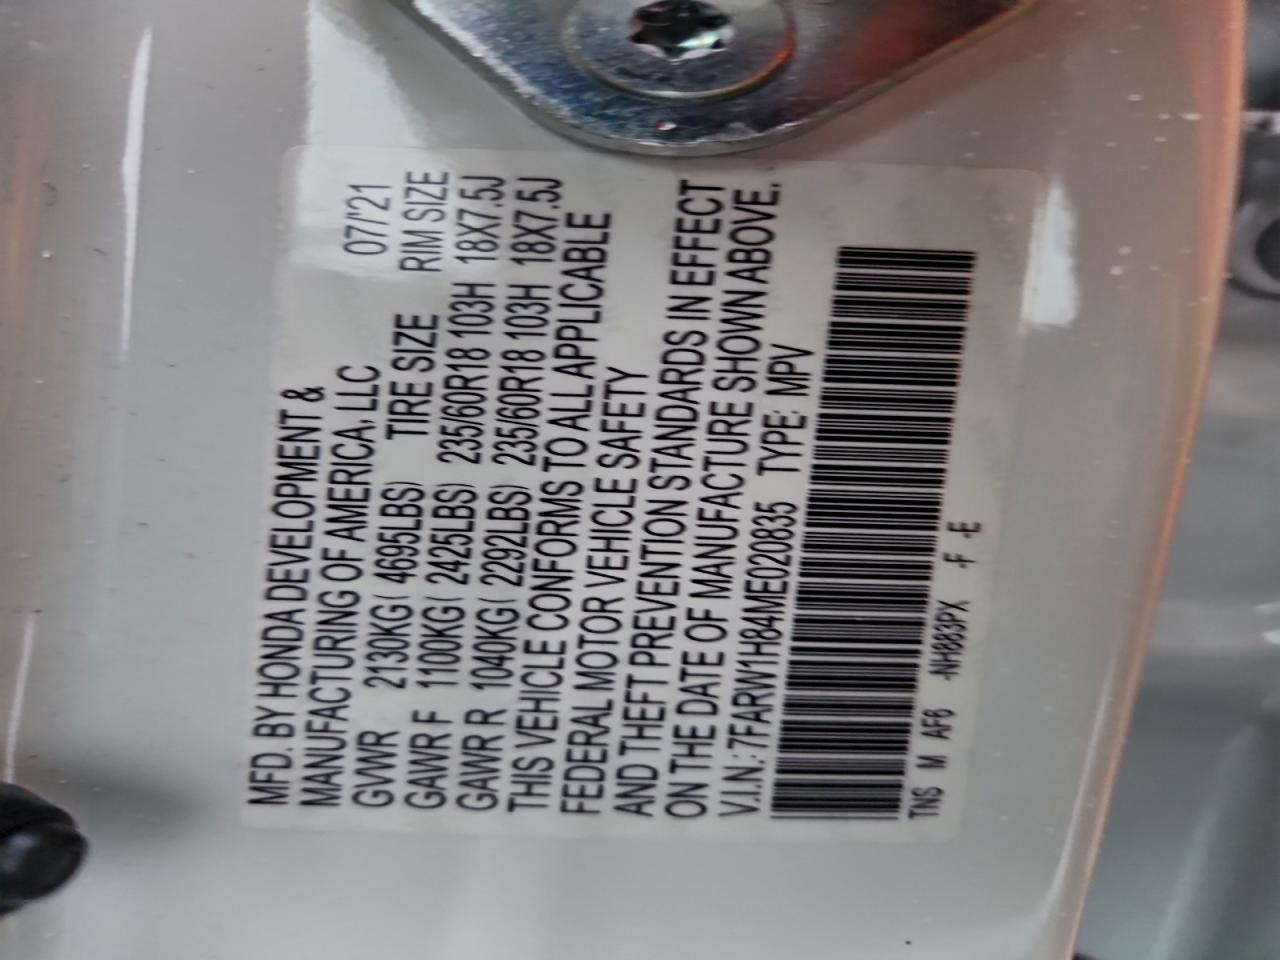 MFD. BY HONDA DEVELOPMENT &
MANUFACTURING OF AMERICA, LLC 07/'21
GVWR 2130KG( 4695LBS) TIRE SIZE RIM SIZE
GAWR F 1100KG( 2425LBS) 235/60R18 103H 18X7.5J
GAWR R 1040KG( 2292LBS) 235/60R18 103H 18X7.5J
THIS VEHICLE CONFORMS TO ALL APPLICABLE
FEDERAL MOTOR VEHICLE SAFETY
AND THEFT PREVENTION STANDARDS IN EFFECT
ON THE DATE OF MANUFACTURE SHOWN ABOVE.
V.I.N.: 7FARW1H84ME020835 TYPE: MPV
TNS M AF6 -NH883PX -F -E